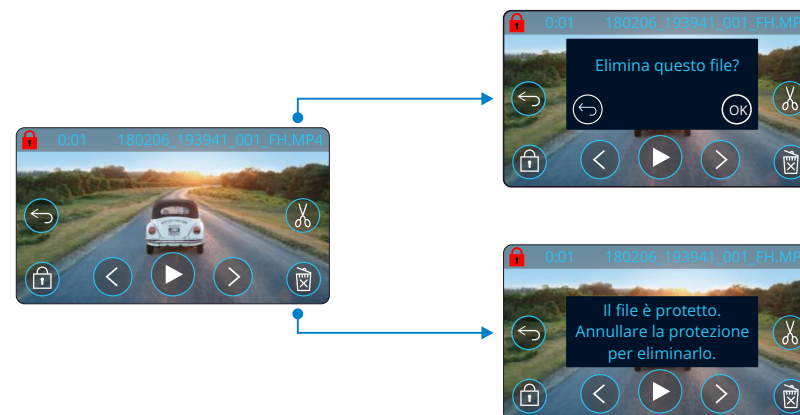 0:01 180206_193941_001_FH.MP4
Elimina questo file?
OK
0:01 180206_193941_001_FH.MP4
0:01 180206_193941_001_FH.MP
Il file è protetto.
Annullare la protezione
per eliminarlo.